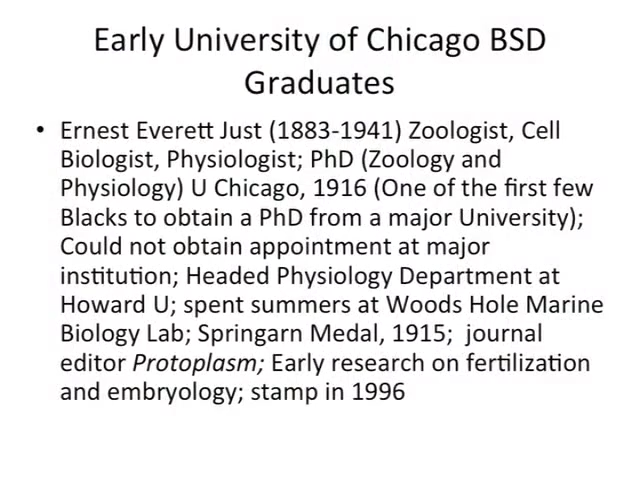 Early University of Chicago BSD
Graduates
• Ernest Everett Just (1883-1941) Zoologist, Cell
Biologist, Physiologist; PhD (Zoology and
Physiology) U Chicago, 1916 (One of the first few
Blacks to obtain a PhD from a major University);
Could not obtain appointment at major
institution; Headed Physiology Department at
Howard U; spent summers at Woods Hole Marine
Biology Lab; Springarn Medal, 1915;  journal
editor Protoplasm; Early research on fertilization
and embryology; stamp in 1996